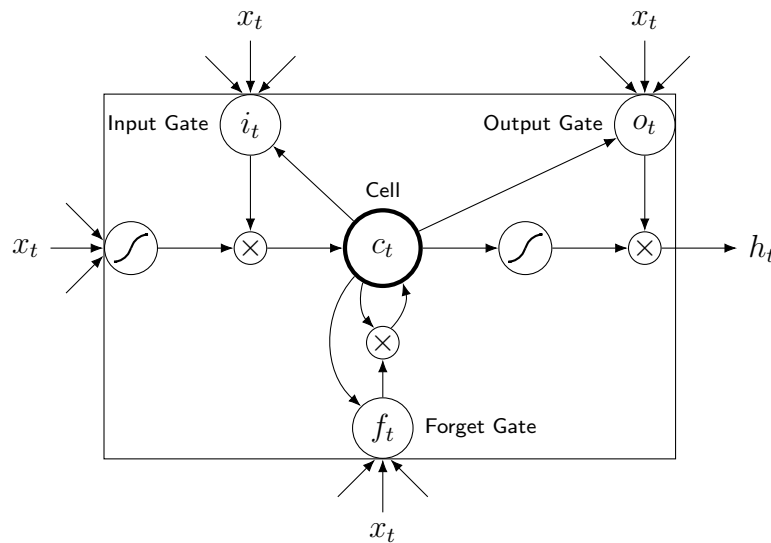 x_t
x_t
Input Gate
i_t
Output Gate
o_t
Cell
x_t
×
c_t
×
h_t
×
f_t
Forget Gate
x_t